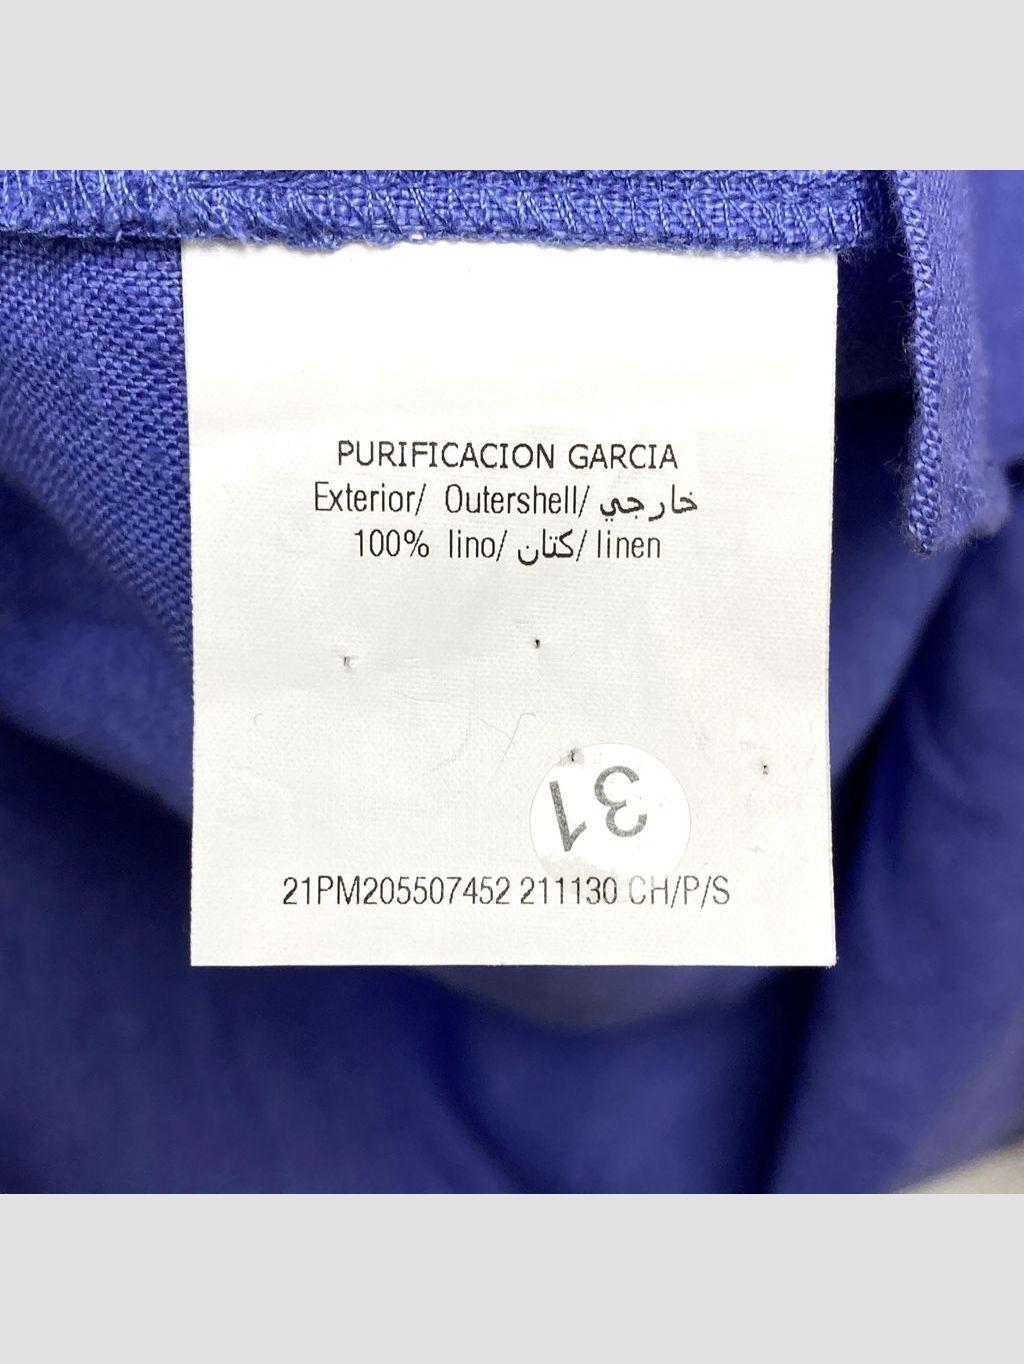 PURIFICACION GARCIA
Exterior/ Outershell/ خارجي
100% lino/ كتان/ linen
31
21PM205507452 211130 CH/P/S